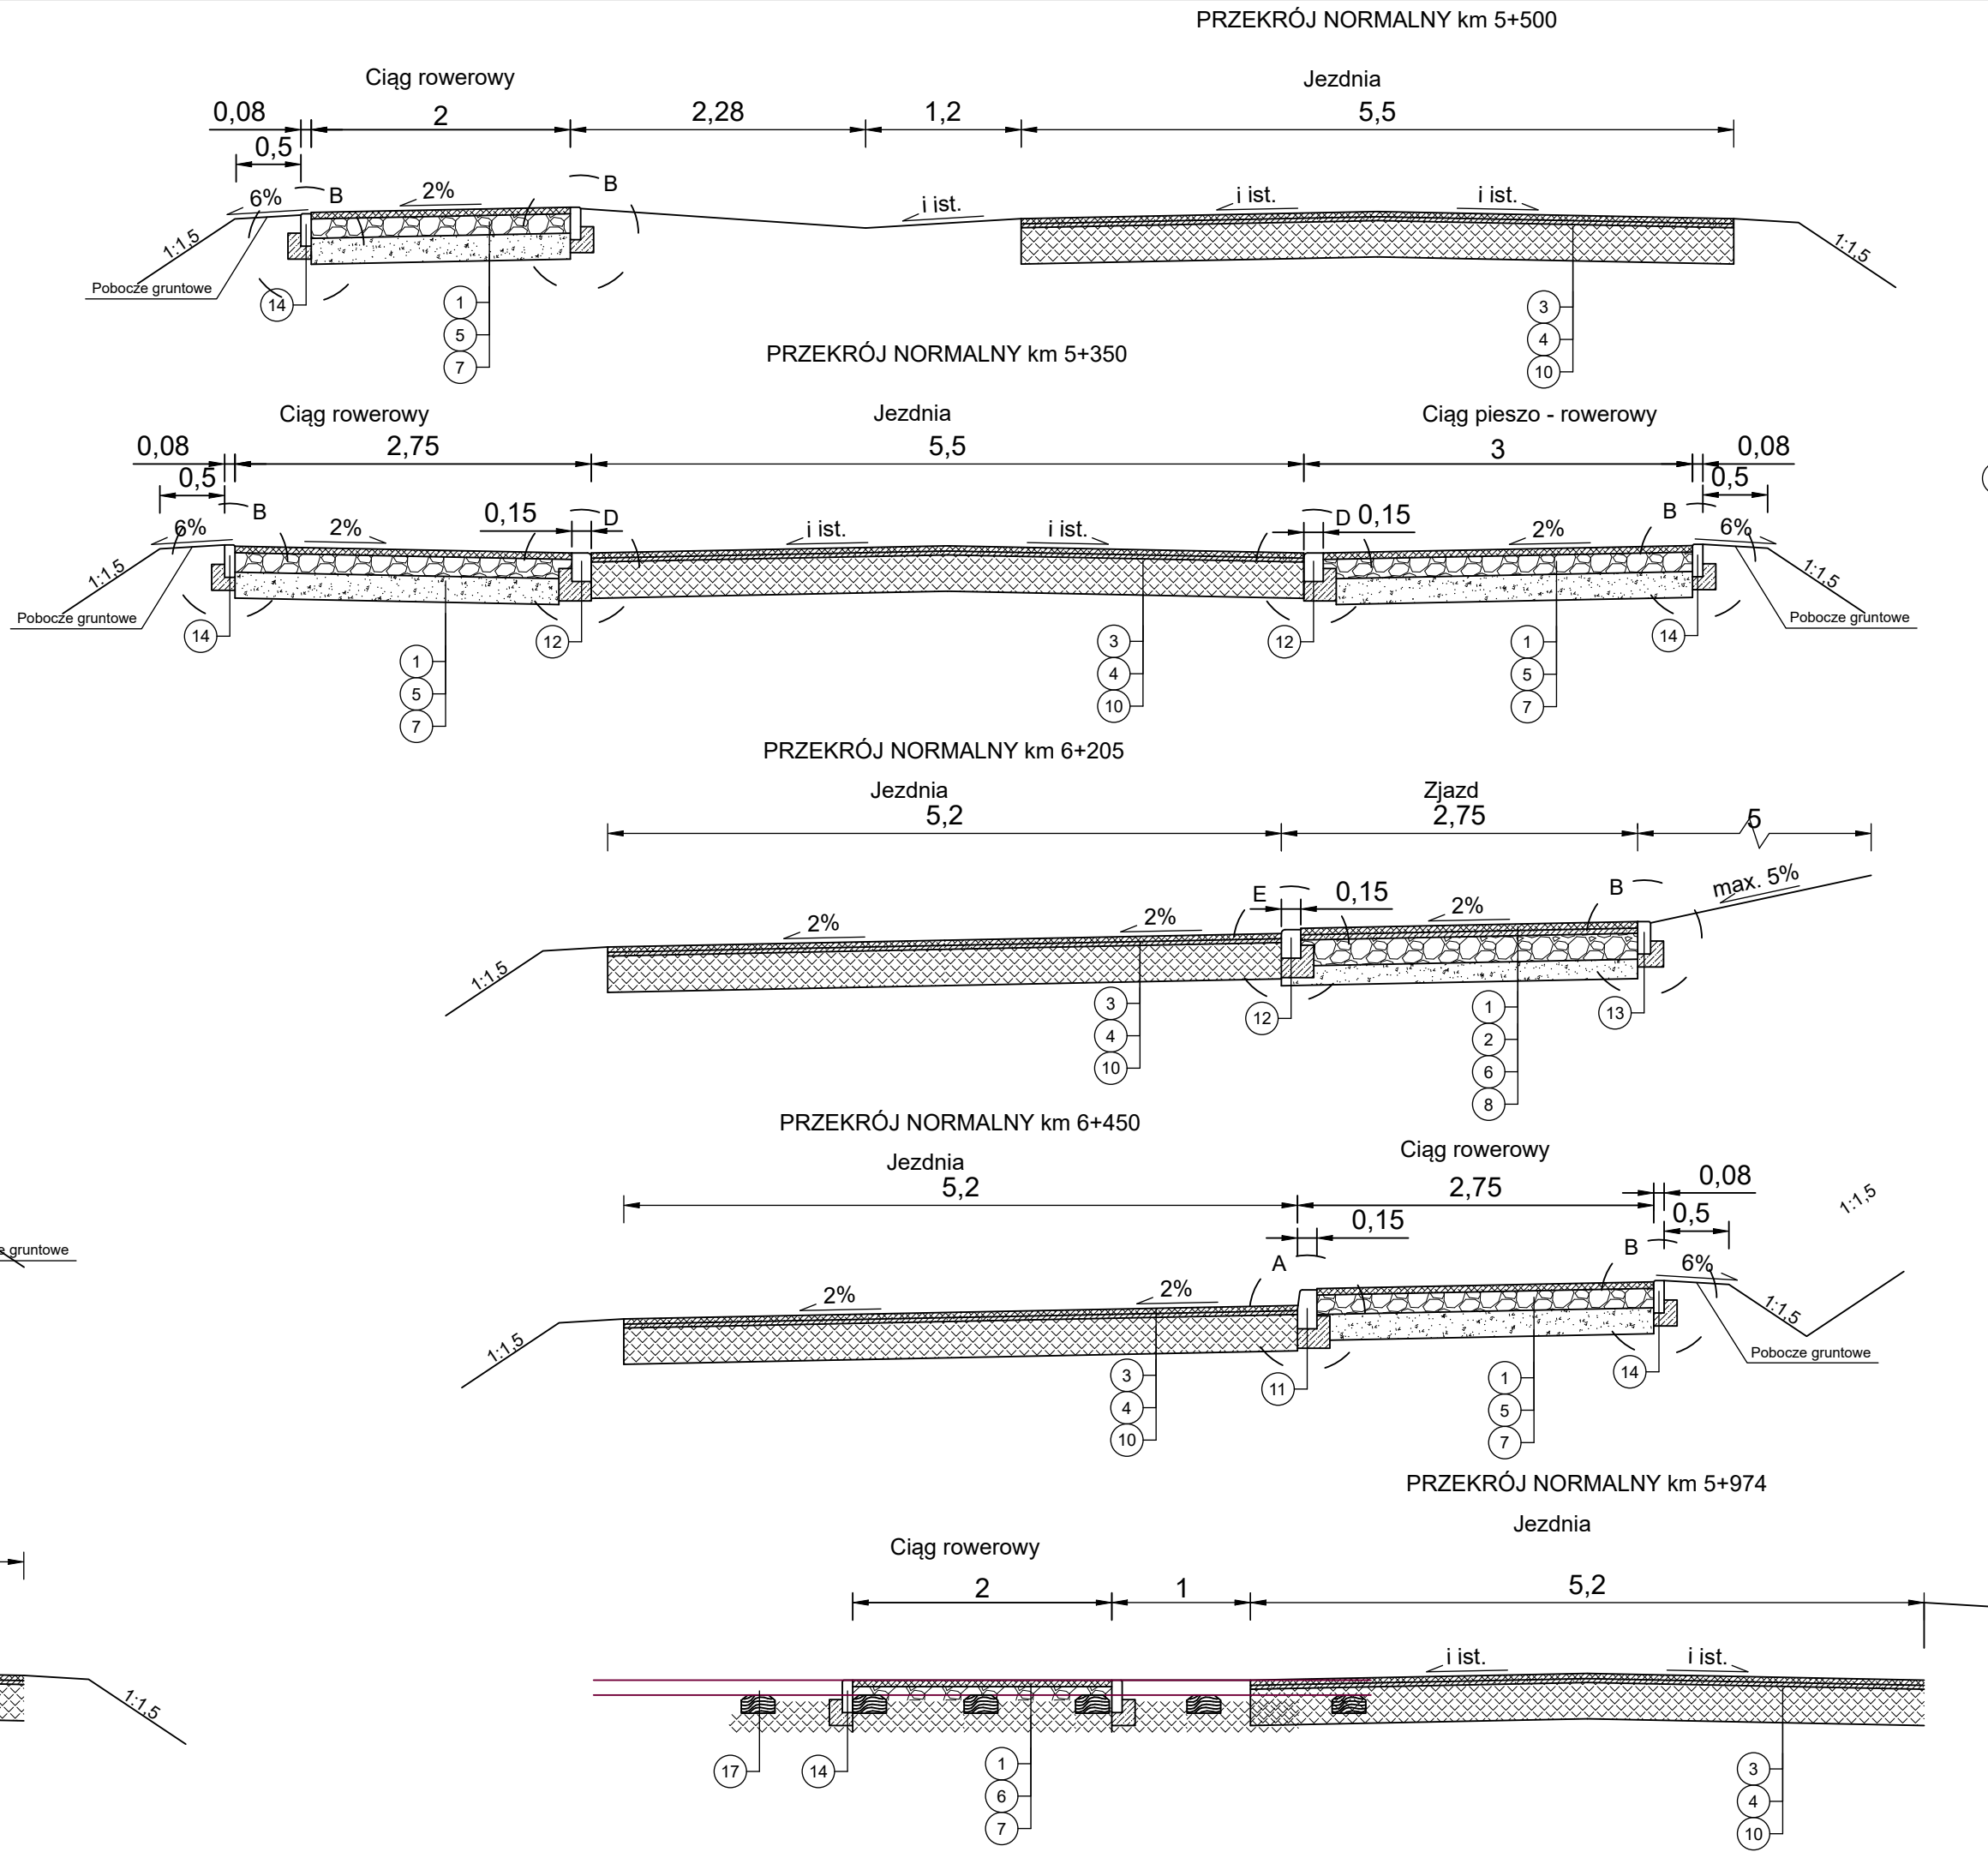 PRZEKRÓJ NORMALNY km 5+500
Ciąg rowerowy
Jezdnia
0,08
2
2,28
1,2
5,5
0,5
6%
B
2%
B
i ist.
i ist.
i ist.
1:1,5
1:1,5
Pobocze gruntowe
14
1
5
7
3
4
10
PRZEKRÓJ NORMALNY km 5+350
Ciąg rowerowy
Jezdnia
Ciąg pieszo - rowerowy
0,08
2,75
5,5
3
0,08
0,5
0,5
B
0,15
D
D
0,15
B
6%
2%
i ist.
i ist.
2%
6%
1:1,5
1:1,5
Pobocze gruntowe
Pobocze gruntowe
14
12
3
4
10
12
1
5
7
14
1
5
7
PRZEKRÓJ NORMALNY km 6+205
Jezdnia
Zjazd
5,2
2,75
5
E
0,15
B
max. 5%
2%
2%
2%
1:1,5
3
4
10
12
1
2
6
8
13
PRZEKRÓJ NORMALNY km 6+450
Jezdnia
Ciąg rowerowy
5,2
2,75
0,08
0,15
0,5
1:1,5
A
B
6%
2%
2%
1:1,5
1:1,5
gruntowe
Pobocze gruntowe
3
4
10
11
1
5
7
14
PRZEKRÓJ NORMALNY km 5+974
Jezdnia
Ciąg rowerowy
2
1
5,2
i ist.
i ist.
1:1,5
17
14
1
6
7
3
4
10